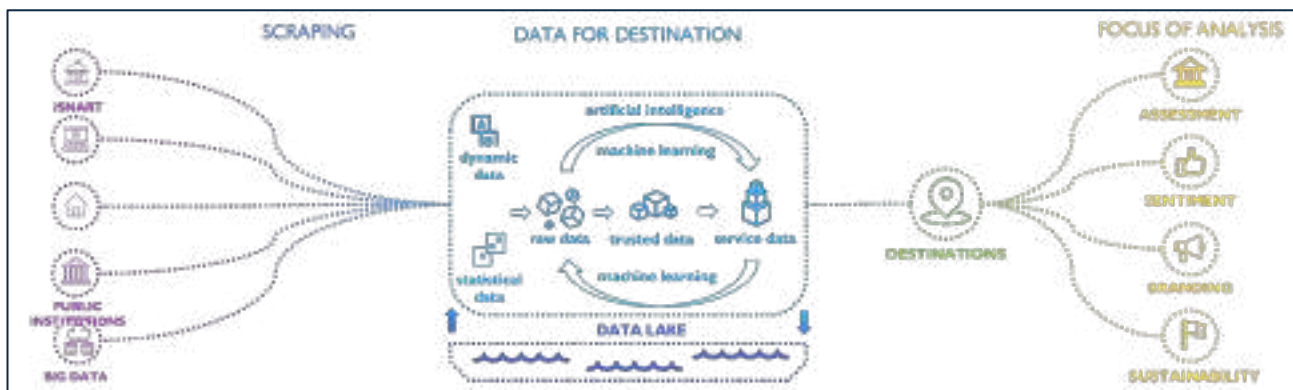 SCRAPING
DATA FOR DESTINATION
FOCUS OF ANALYSIS
ISNART
PUBLIC
INSTITUTIONS
BIG DATA
artificial intelligence
machine learning
dynamic
data
raw data
trusted data
service data
statistical
data
machine learning
DATA LAKE
DESTINATIONS
ASSESSMENT
SENTIMENT
BRANDING
SUSTAINABILITY